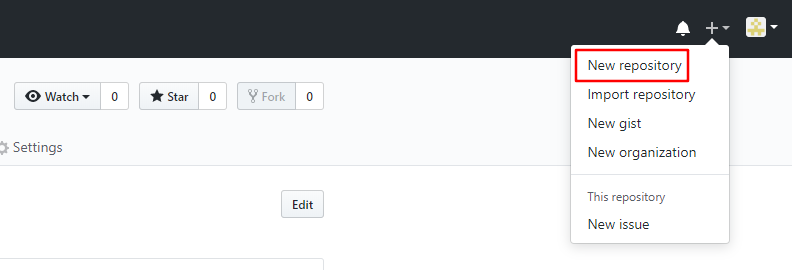 New repository
Import repository
New gist
New organization
This repository
New issue
Watch 0 Star 0 Fork 0
Settings
Edit